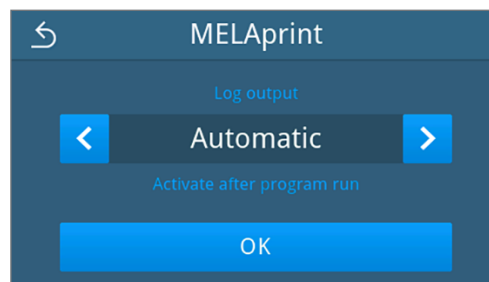 MELAprint
Log output
Automatic
Activate after program run
OK